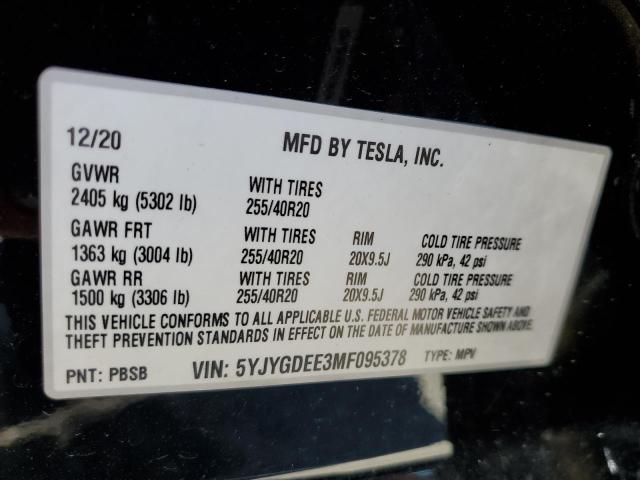 12/20 MFD BY TESLA, INC.
GVWR WITH TIRES
2405 kg (5302 lb) 255/40R20
GAWR FRT WITH TIRES RIM COLD TIRE PRESSURE
1363 kg (3004 lb) 255/40R20 20X9.5J 290 kPa, 42 psi
GAWR RR WITH TIRES RIM COLD TIRE PRESSURE
1500 kg (3306 lb) 255/40R20 20X9.5J 290 kPa, 42 psi
THIS VEHICLE CONFORMS TO ALL APPLICABLE U.S. FEDERAL MOTOR VEHICLE SAFETY AND
THEFT PREVENTION STANDARDS IN EFFECT ON THE DATE OF MANUFACTURE SHOWN ABOVE.
PNT: PBSB VIN: 5YJYGDEE3MF095378 TYPE: MPV